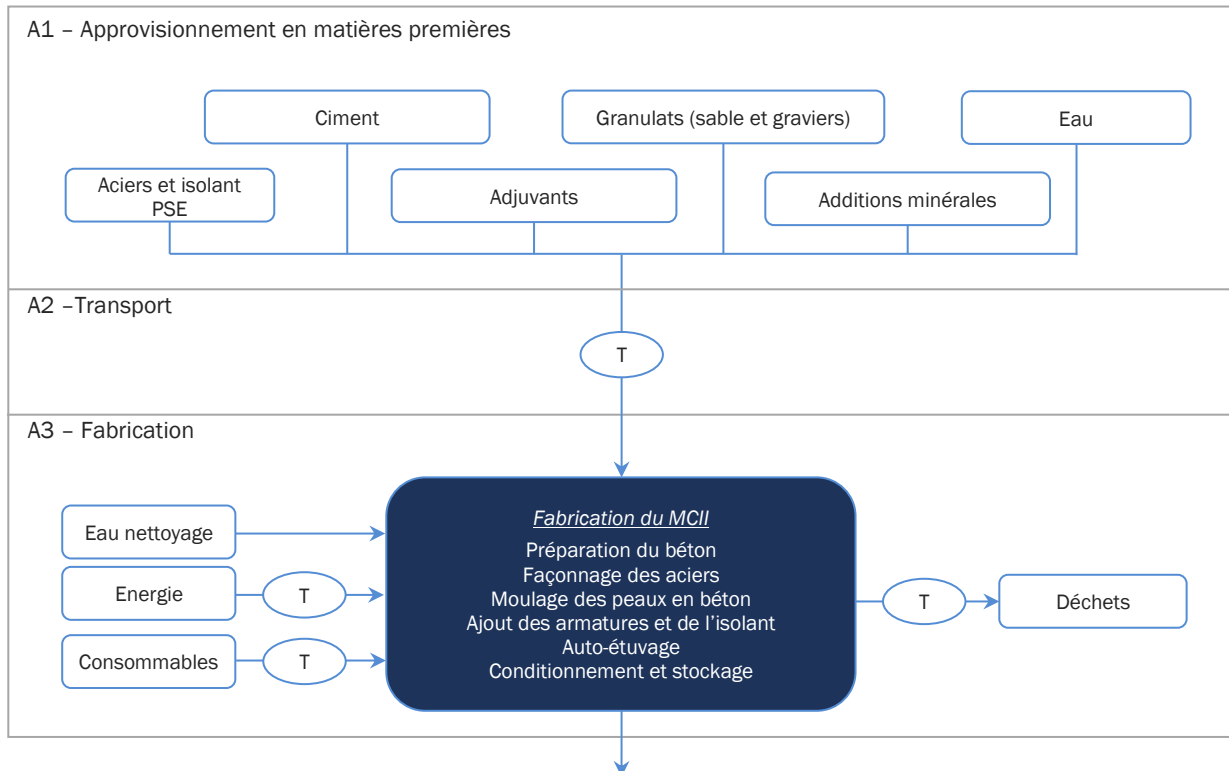 A1 – Approvisionnement en matières premières
Ciment
Granulats (sable et graviers)
Eau
Aciers et isolant
PSE
Adjuvants
Additions minérales
A2 –Transport
T
A3 – Fabrication
Fabrication du MCII
Préparation du béton
Façonnage des aciers
Moulage des peaux en béton
Ajout des armatures et de l'isolant
Auto-étuvage
Conditionnement et stockage
Eau nettoyage
Energie
T
Consommables
T
T
Déchets